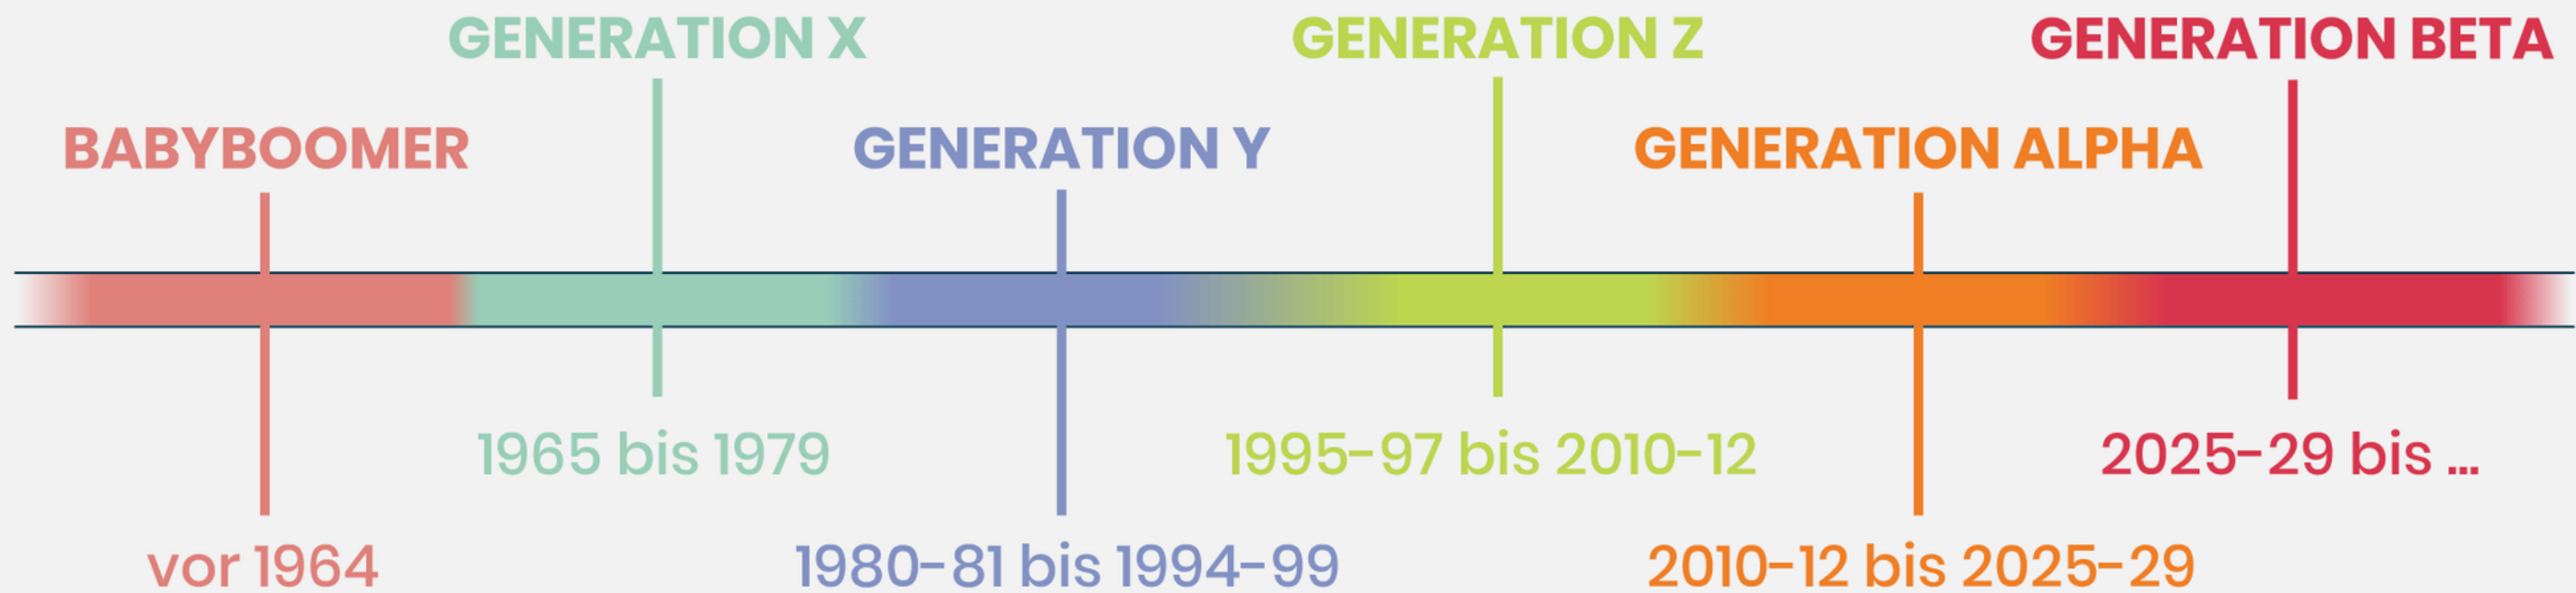 GENERATION X
GENERATION Z
GENERATION BETA
BABYBOOMER
GENERATION Y
GENERATION ALPHA
1965 bis 1979
1995-97 bis 2010-12
2025-29 bis ...
vor 1964
1980-81 bis 1994-99
2010-12 bis 2025-29